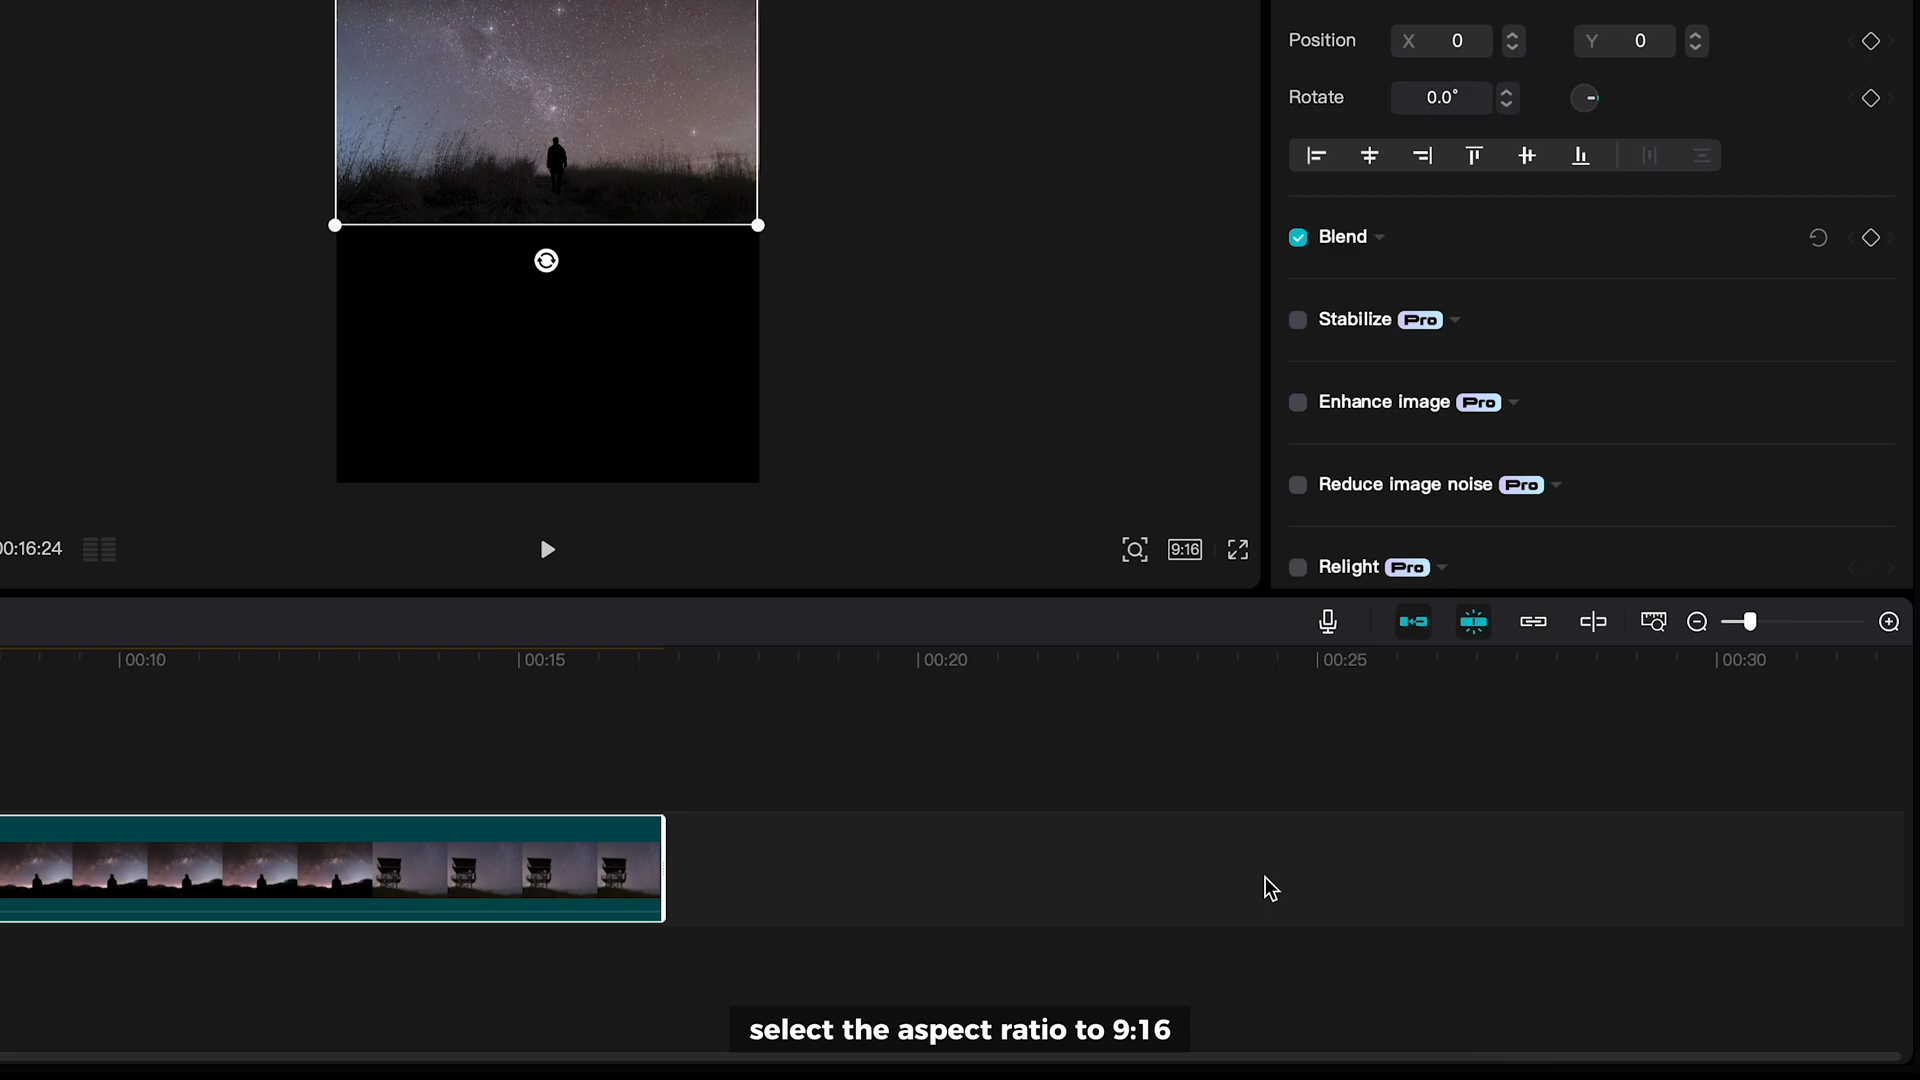 Position X 0 Y 0
Rotate 0.0°
Blend
Stabilize Pro
Enhance image Pro
Reduce image noise Pro
Relight Pro
00:16:24
9:16
00:10 00:15 00:20 00:25 00:30
select the aspect ratio to 9:16